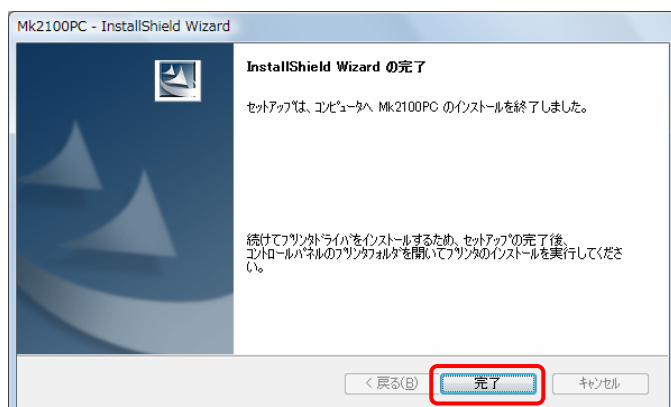 Mk2100PC - InstallShield Wizard
InstallShield Wizard の完了
セットアップは、コンピュータへ Mk2100PC のインストールを終了しました。
続けてプリンタドライバをインストールするため、セットアップの完了後、
コントロールパネルのプリンタフォルダを開いてプリンタのインストールを実行してくださ
い。
< 戻る(B)
完了
キャンセル